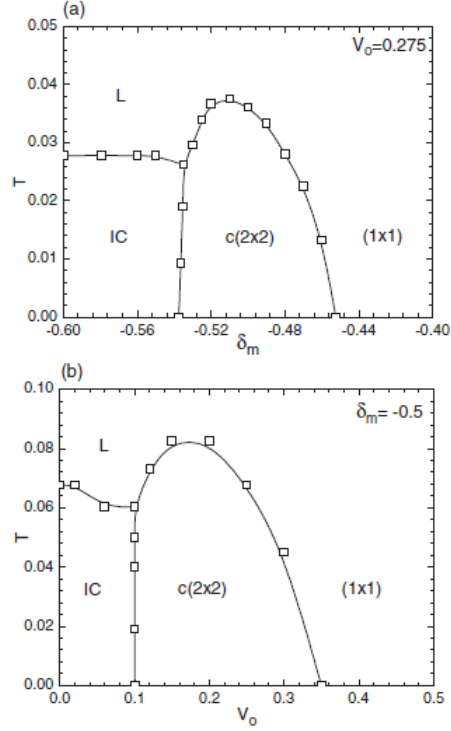 (a)
0.05
V₀=0.275
0.04
L
0.03
T
0.02
IC c(2x2) (1x1)
0.01
0.00
-0.60 -0.56 -0.52 -0.48 -0.44 -0.40
δₘ
(b)
0.10
δₘ= -0.5
L
0.08
0.06
T
0.04
IC c(2x2) (1x1)
0.02
0.00
0.0 0.1 0.2 0.3 0.4 0.5
V₀